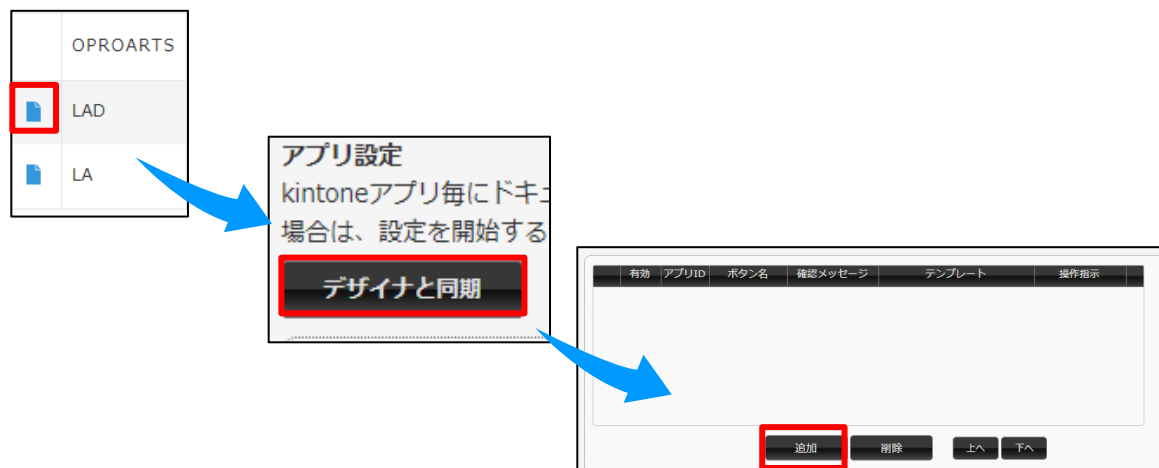 OPROARTS
LAD
LA
アプリ設定
kintoneアプリ毎にドキュ
場合は、設定を開始する
デザイナと同期
有効 アプリID ボタン名 確認メッセージ テンプレート 操作指示
追加 削除 上へ 下へ